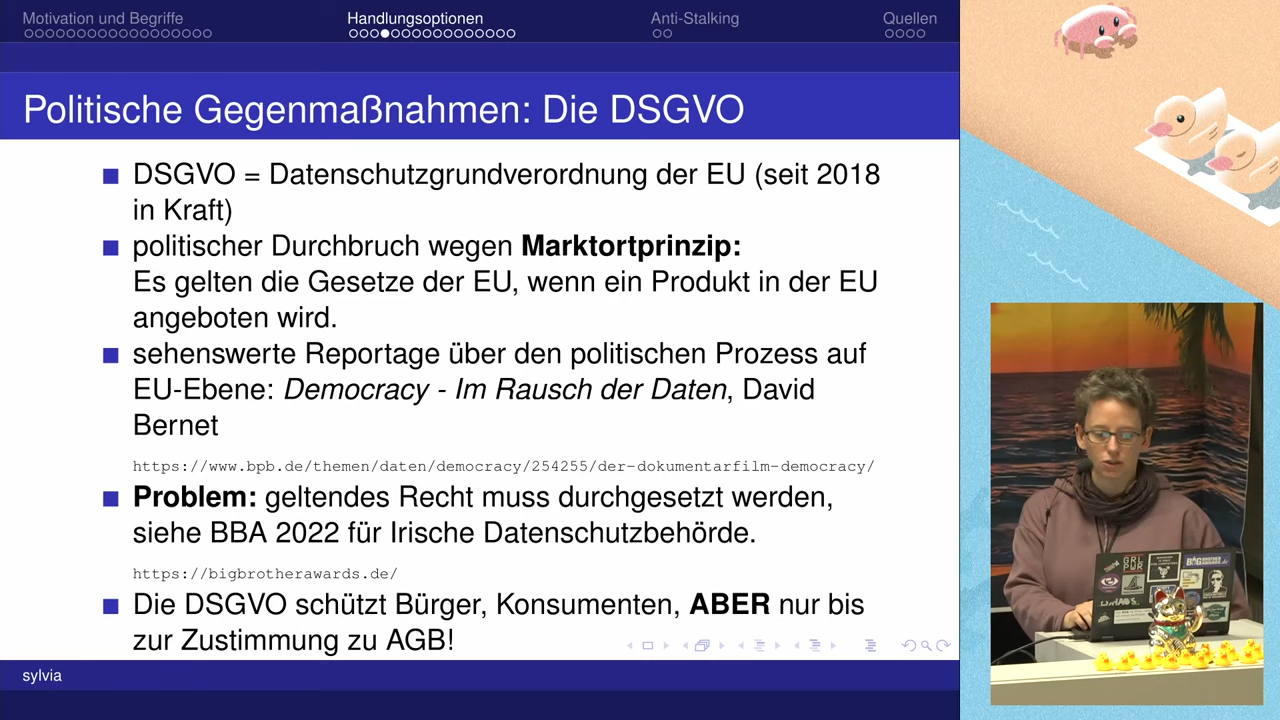 Motivation und Begriffe
Handlungsoptionen
Anti-Stalking
Quellen
Politische Gegenmaßnahmen: Die DSGVO
DSGVO = Datenschutzgrundverordnung der EU (seit 2018
in Kraft)
politischer Durchbruch wegen Marktortprinzip:
Es gelten die Gesetze der EU, wenn ein Produkt in der EU
angeboten wird.
sehenswerte Reportage über den politischen Prozess auf
EU-Ebene: Democracy - Im Rausch der Daten, David
Bernet
https://www.bpb.de/themen/daten/democracy/254255/der-dokumentarfilm-democracy/
Problem: geltendes Recht muss durchgesetzt werden,
siehe BBA 2022 für Irische Datenschutzbehörde.
https://bigbrotherawards.de/
Die DSGVO schützt Bürger, Konsumenten, ABER nur bis
zur Zustimmung zu AGB!
sylvia